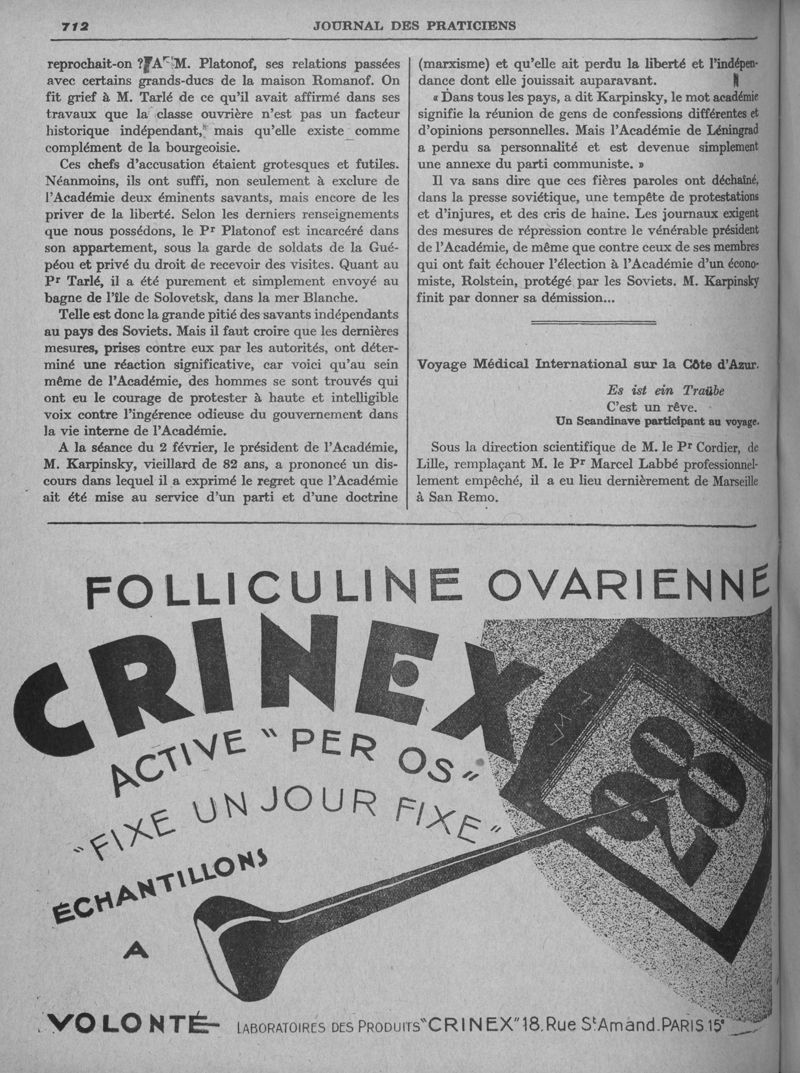 712
JOURNAL DES PRATICIENS
reprochait-on ? A M. Platonof, ses relations passées
avec certains grands-ducs de la maison Romanof. On
fit grief à M. Tarlé de ce qu'il avait affirmé dans ses
travaux que la classe ouvrière n'est pas un facteur
historique indépendant, mais qu'elle existe comme
complément de la bourgeoisie.
Ces chefs d'accusation étaient grotesques et futiles.
Néanmoins, ils ont suffi, non seulement à exclure de
l'Académie deux éminents savants, mais encore de les
priver de la liberté. Selon les derniers renseignements
que nous possédons, le Pr Platonof est incarcéré dans
son appartement, sous la garde de soldats de la Gué-
péou et privé du droit de recevoir des visites. Quant au
Pr Tarlé, il a été purement et simplement envoyé au
bagne de l'île de Solovetsk, dans la mer Blanche.
Telle est donc la grande pitié des savants indépendants
au pays des Soviets. Mais il faut croire que les dernières
mesures, prises contre eux par les autorités, ont déter-
miné une réaction significative, car voici qu'au sein
même de l'Académie, des hommes se sont trouvés qui
ont eu le courage de protester à haute et intelligible
voix contre l'ingérence odieuse du gouvernement dans
la vie interne de l'Académie.
A la séance du 2 février, le président de l'Académie,
M. Karpinsky, vieillard de 82 ans, a prononcé un dis-
cours dans lequel il a exprimé le regret que l'Académie
ait été mise au service d'un parti et d'une doctrine
(marxisme) et qu'elle ait perdu la liberté et l'indépen-
dance dont elle jouissait auparavant.
« Dans tous les pays, a dit Karpinsky, le mot académie
signifie la réunion de gens de confessions différentes et
d'opinions personnelles. Mais l'Académie de Léningrad
a perdu sa personnalité et est devenue simplement
une annexe du parti communiste. »
Il va sans dire que ces fières paroles ont déchaîné,
dans la presse soviétique, une tempête de protestations
et d'injures, et des cris de haine. Les journaux exigent
des mesures de répression contre le vénérable président
de l'Académie, de même que contre ceux de ses membres
qui ont fait échouer l'élection à l'Académie d'un écono-
miste, Rolstein, protégé par les Soviets. M. Karpinsky
finit par donner sa démission...
Voyage Médical International sur la Côte d'Azur.
Es ist ein Traübe
C'est un rêve.
Un Scandinave participant au voyage.
Sous la direction scientifique de M. le Pr Cordier, de
Lille, remplaçant M. le Pr Marcel Labbé professionnel-
lement empêché, il a eu lieu dernièrement de Marseille
à San Remo.
FOLLICULINE OVARIENNE
CRINEX
ACTIVE "PER OS"
"FIXE UN JOUR FIXE"
28
ÉCHANTILLONS
A
VOLONTÉ
LABORATOIRES DES PRODUITS "CRINEX" 18. Rue St Amand. PARIS. 15e